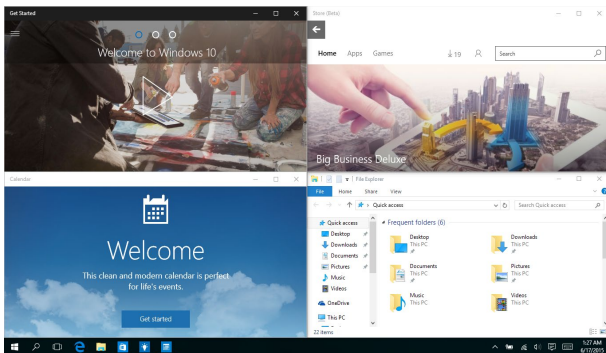 Get Started
Welcome to Windows 10
Store (Beta)
Home Apps Games 19 Search
Big Business Deluxe
Calendar
Welcome
This clean and modern calendar is perfect
for life's events.
Get started
File Explorer
File Home Share View
Quick access
Search Quick access
Quick access
Desktop
Downloads
Documents
Pictures
Music
Videos
OneDrive
This PC
Frequent folders (6)
Desktop
This PC
Downloads
This PC
Documents
This PC
Pictures
This PC
Music
This PC
Videos
This PC
22 items
1:27 AM
6/17/2015